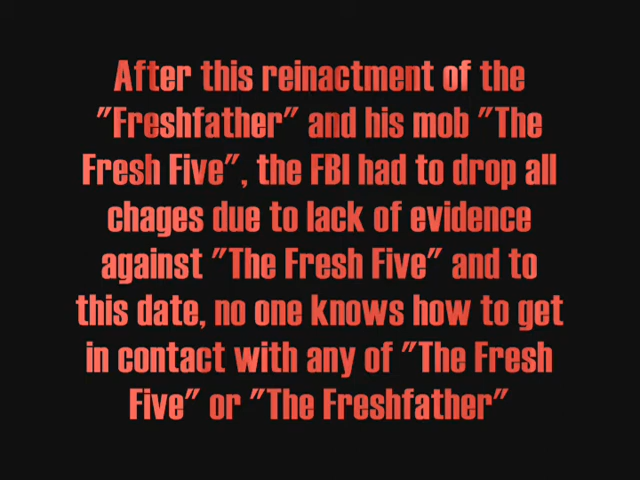 After this reinactment of the
"Freshfather" and his mob "The
Fresh Five", the FBI had to drop all
chages due to lack of evidence
against "The Fresh Five" and to
this date, no one knows how to get
in contact with any of "The Fresh
Five" or "The Freshfather"